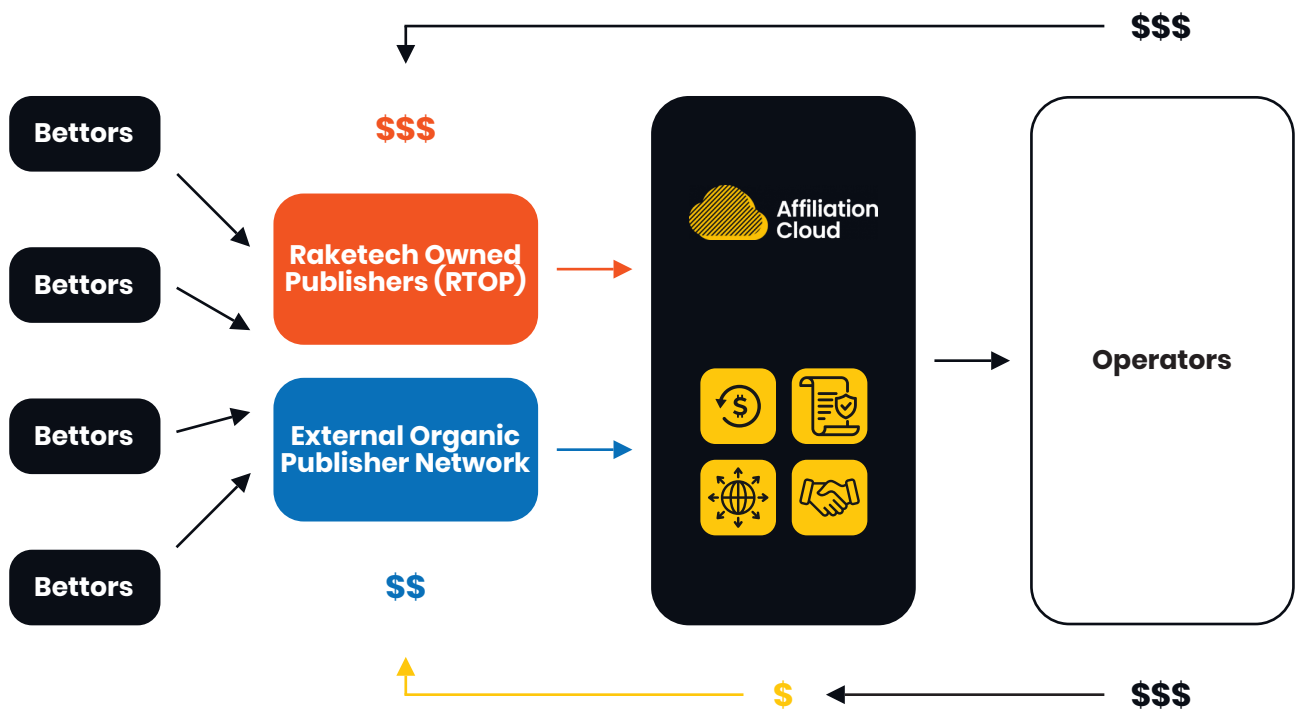 $$$
Bettors
$$$
Raketech Owned
Publishers (RTOP)
Affiliation
Cloud
Bettors
$
Operators
Bettors
External Organic
Publisher Network
Bettors
$$
$
$$$